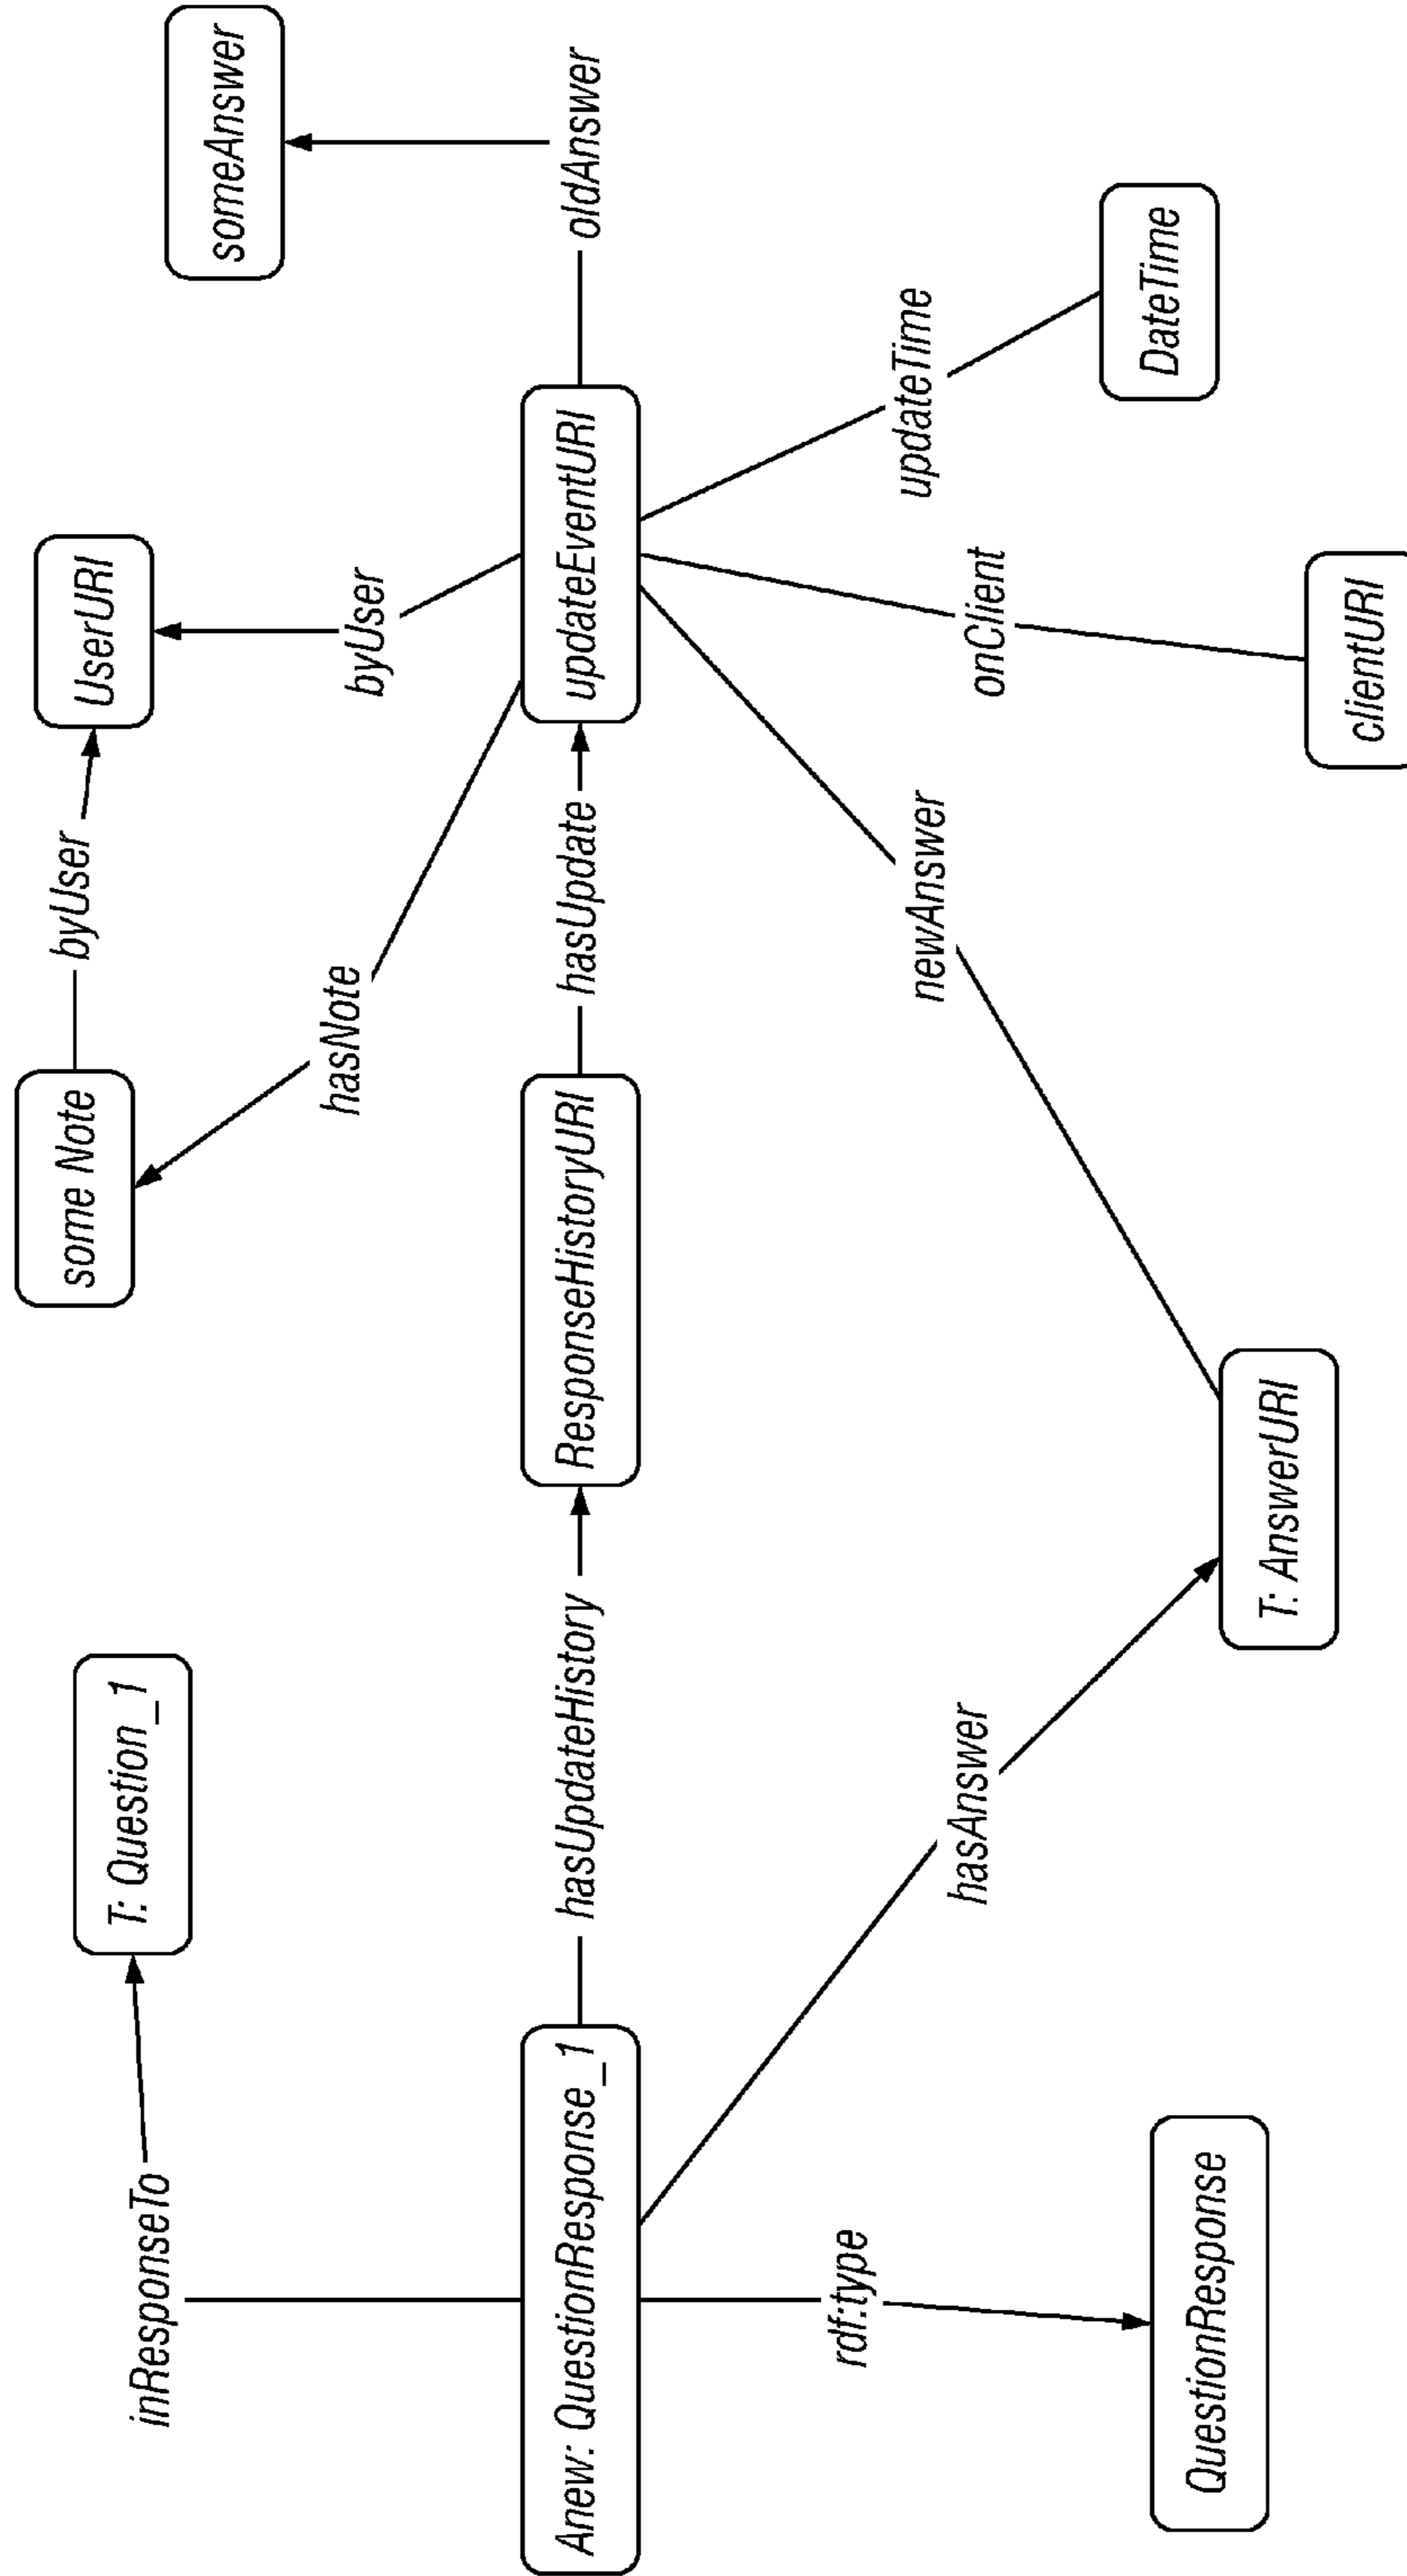 some Note
byUser
UserURI
someAnswer
T: Question_1
inResponseTo
hasNote
byUser
Anew: QuestionResponse_1
hasUpdateHistory
ResponseHistoryURI
hasUpdate
updateEventURI
oldAnswer
rdf:type
hasAnswer
newAnswer
onClient
updateTime
QuestionResponse
T: AnswerURI
clientURI
DateTime